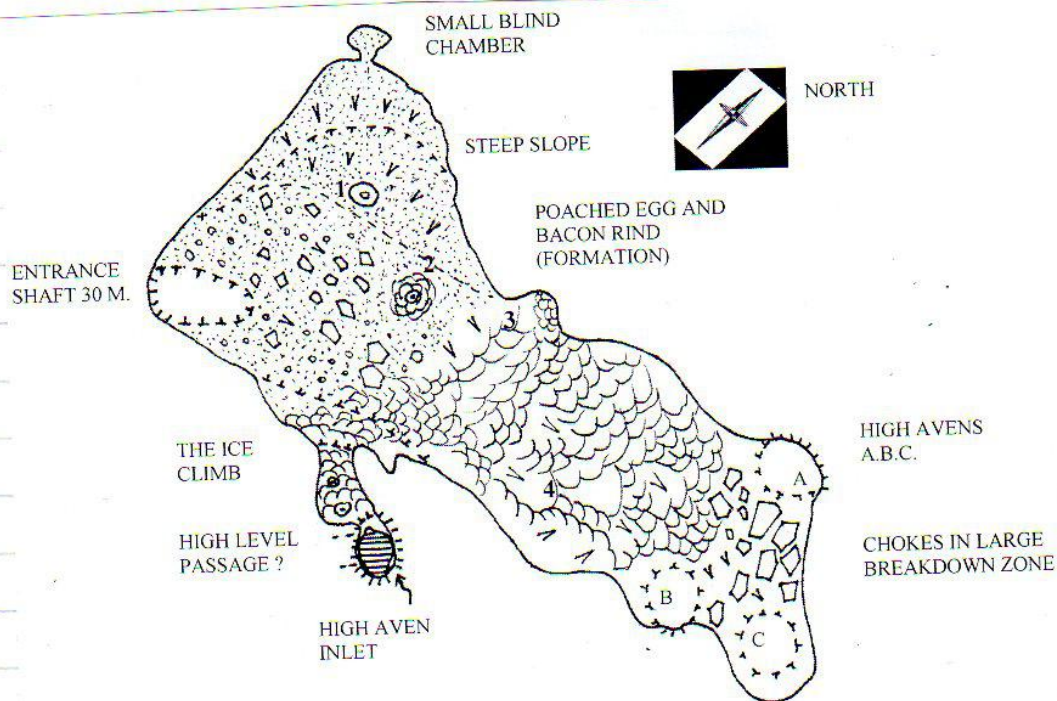 SMALL BLIND
CHAMBER
NORTH
STEEP SLOPE
1
POACHED EGG AND
BACON RIND
(FORMATION)
ENTRANCE
SHAFT 30 M.
2
3
THE ICE
CLIMB
HIGH AVENS
A.B.C.
A
4
HIGH LEVEL
PASSAGE ?
CHOKES IN LARGE
BREAKDOWN ZONE
B
HIGH AVEN
INLET
C